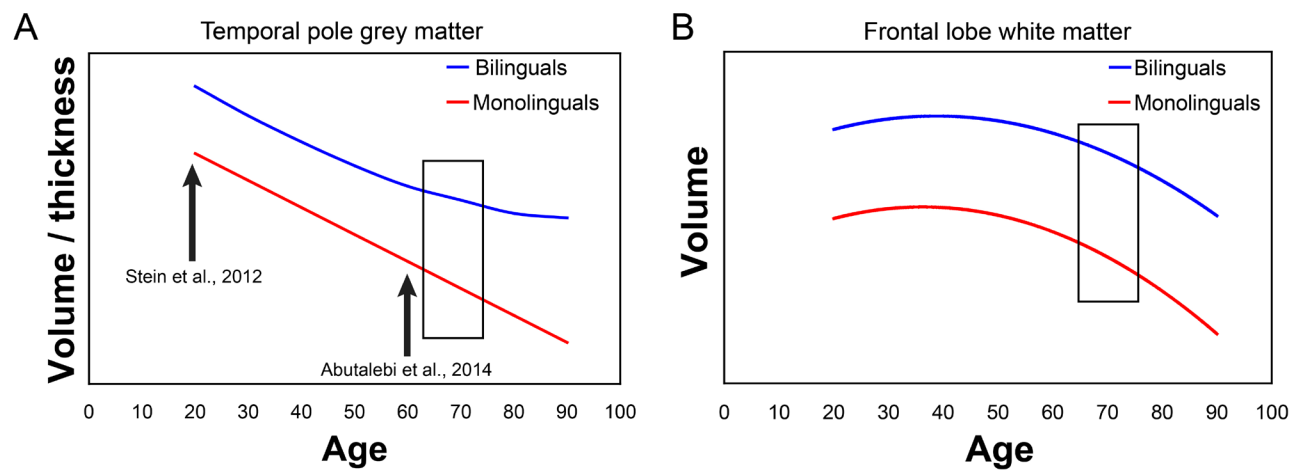 A
Temporal pole grey matter
Volume / thickness
Bilinguals
Monolinguals
Stein et al., 2012
Abutalebi et al., 2014
0 10 20 30 40 50 60 70 80 90 100
Age
B
Frontal lobe white matter
Volume
Bilinguals
Monolinguals
0 10 20 30 40 50 60 70 80 90 100
Age